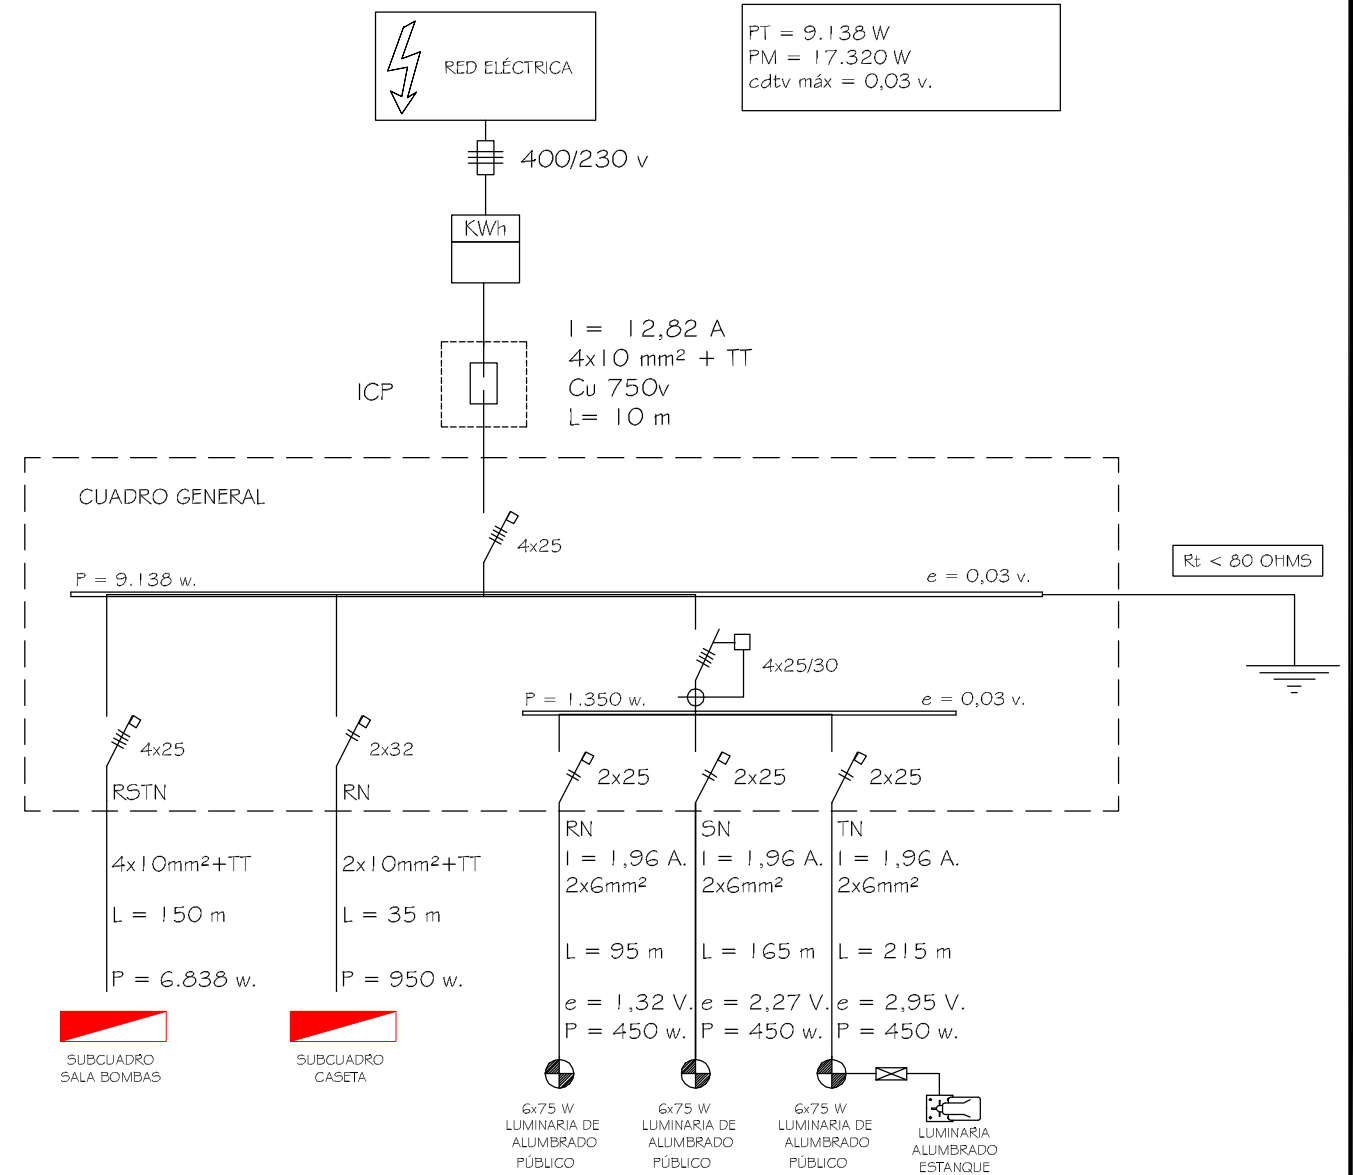 RED ELÉCTRICA
PT = 9.138 W
PM = 17.320 W
cdtv máx = 0,03 v.
400/230 v
KWh
ICP
I = 12,82 A
4x10 mm² + TT
Cu 750v
L= 10 m
CUADRO GENERAL
4x25
P = 9.138 w.
e = 0,03 v.
Rt < 80 OHMS
4x25/30
P = 1.350 w.
e = 0,03 v.
4x25
2x32
2x25
2x25
2x25
RSTN
4x10mm²+TT
L = 150 m
P = 6.838 w.
SUBCUADRO
SALA BOMBAS
RN
2x10mm²+TT
L = 35 m
P = 950 w.
SUBCUADRO
CASETA
RN
I = 1,96 A.
2x6mm²
L = 95 m
e = 1,32 V.
P = 450 w.
6x75 W
LUMINARIA DE
ALUMBRADO
PÚBLICO
SN
I = 1,96 A.
2x6mm²
L = 165 m
e = 2,27 V.
P = 450 w.
6x75 W
LUMINARIA DE
ALUMBRADO
PÚBLICO
TN
I = 1,96 A.
2x6mm²
L = 215 m
e = 2,95 V.
P = 450 w.
6x75 W
LUMINARIA DE
ALUMBRADO
PÚBLICO
LUMINARIA
ALUMBRADO
ESTANQUE